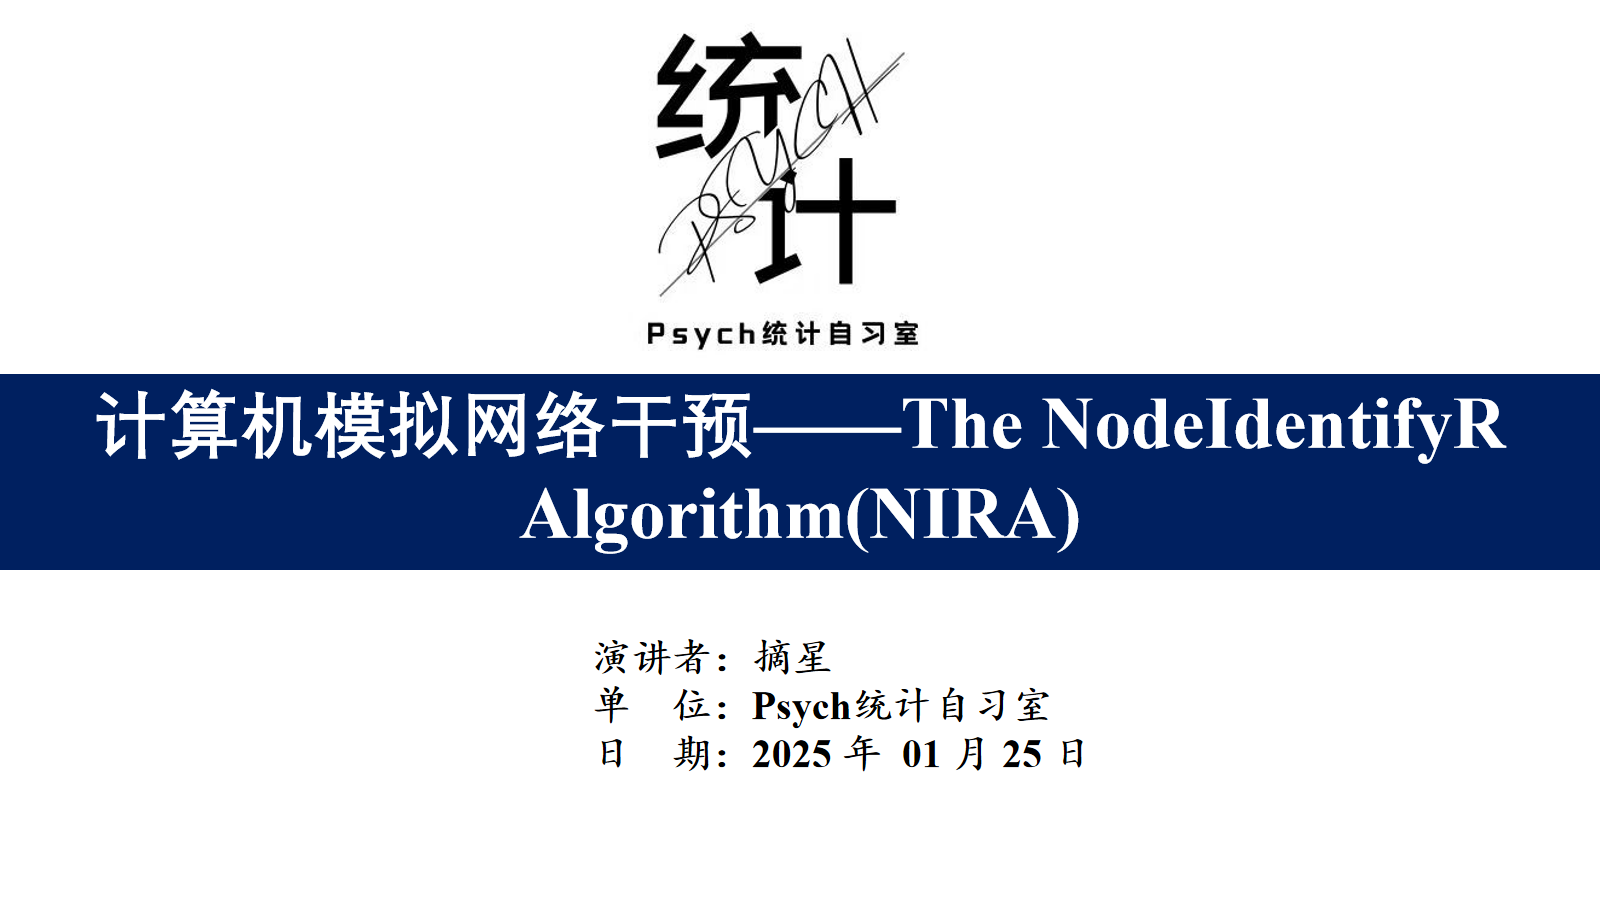 统计
Psych
Psych统计自习室
计算机模拟网络干预——The NodeIdentifyR
Algorithm(NIRA)
演讲者：摘星
单 位：Psych统计自习室
日 期：2025 年 01 月 25 日